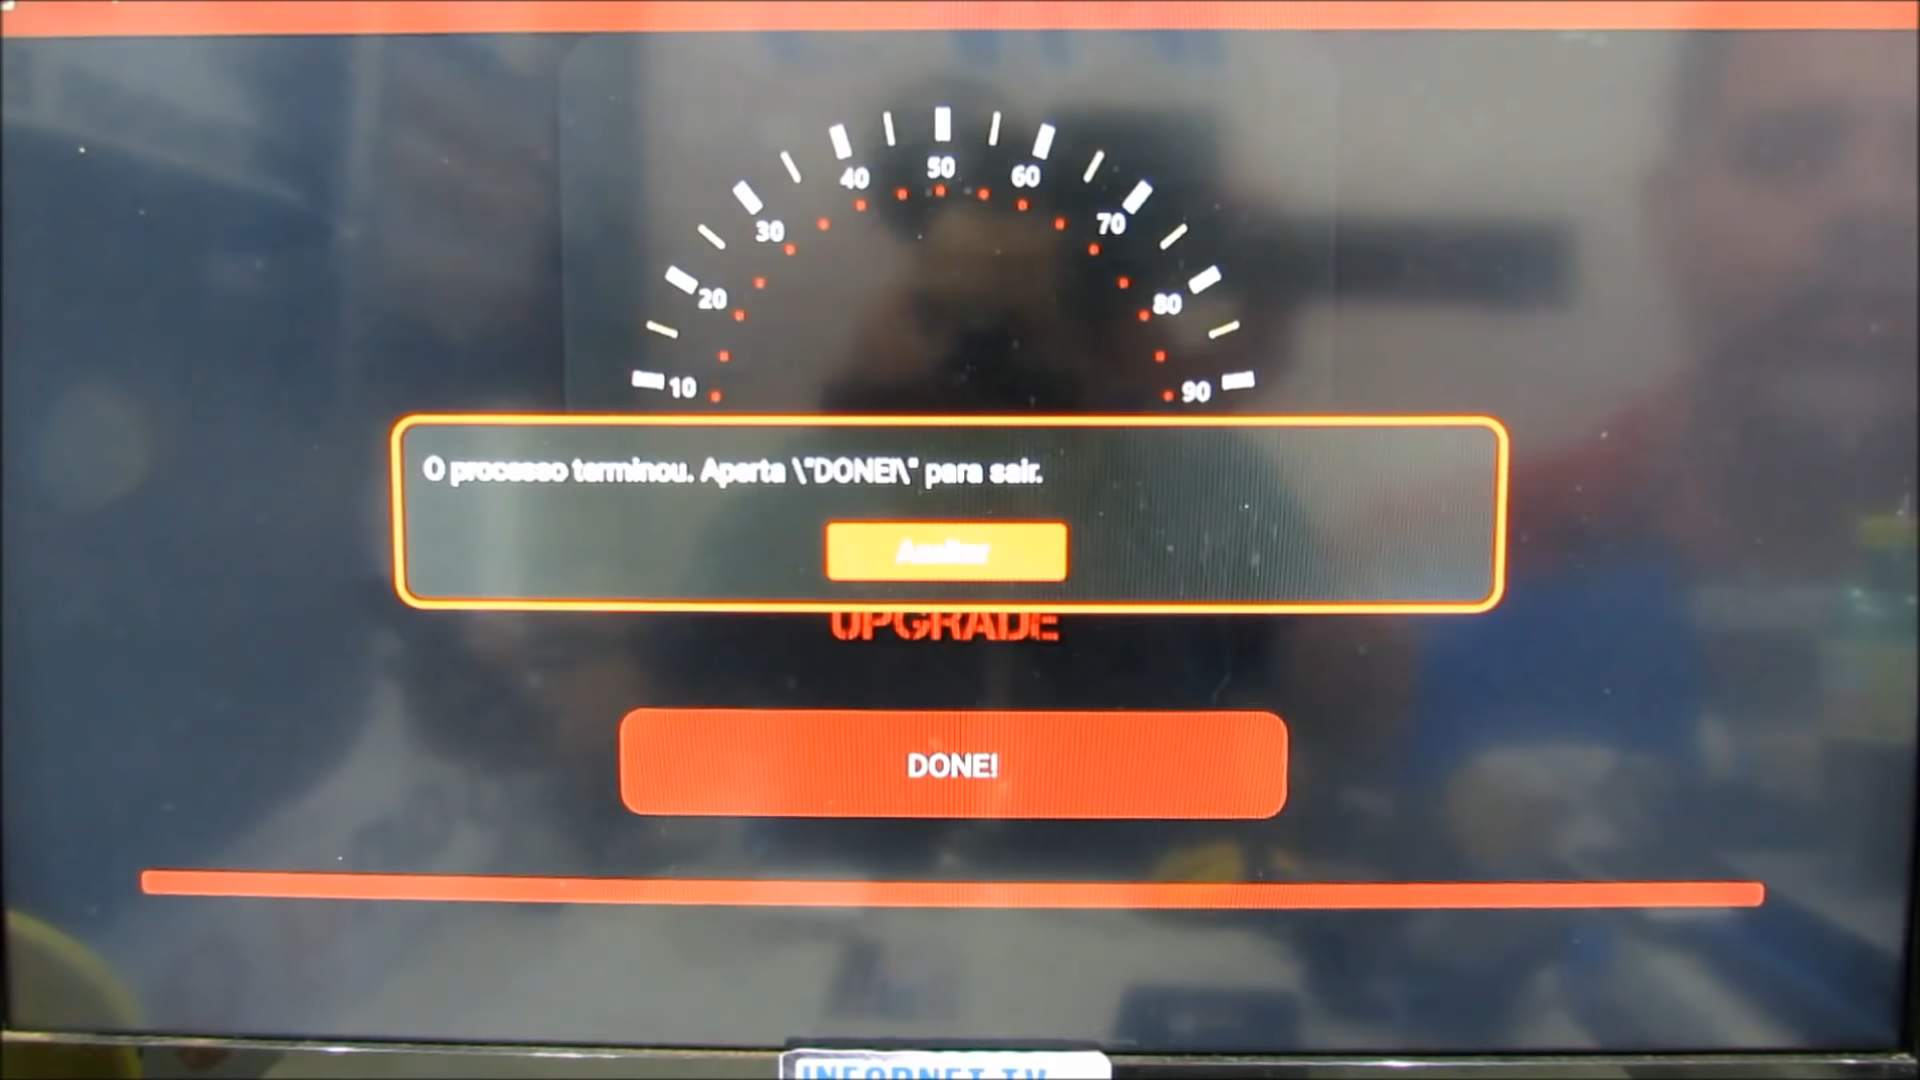 50
40
60
30
70
20
80
10
90
O processo terminou. Aperta \"DONE!\" para sair.
Aceitar
UPGRADE
DONE!
INFORNET TV